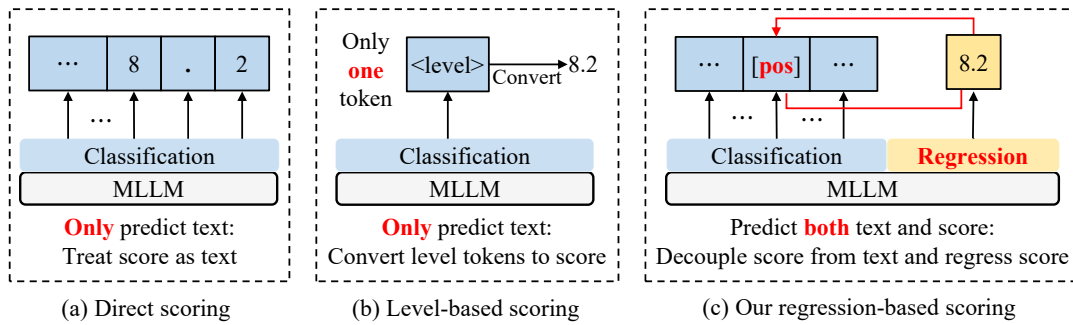 ... 8 . 2
...
Classification
MLLM
Only predict text:
Treat score as text
(a) Direct scoring
Only
one
token
<level>
Convert
8.2
Classification
MLLM
Only predict text:
Convert level tokens to score
(b) Level-based scoring
... [pos] ...
8.2
... ...
Classification
Regression
MLLM
Predict both text and score:
Decouple score from text and regress score
(c) Our regression-based scoring